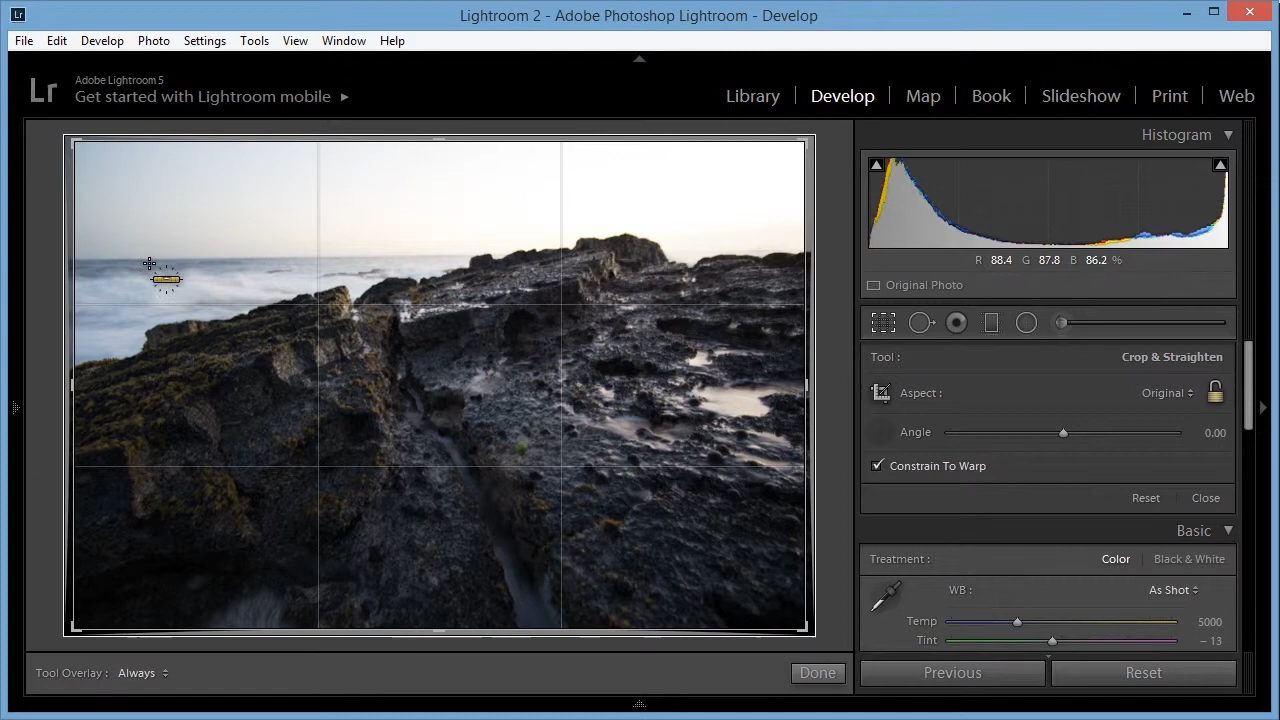 Lr Lightroom 2 - Adobe Photoshop Lightroom - Develop
File Edit Develop Photo Settings Tools View Window Help
Lr Adobe Lightroom 5
Get started with Lightroom mobile
Library Develop Map Book Slideshow Print Web
Histogram
R 88.4 G 87.8 B 86.2 %
Original Photo
Tool : Crop & Straighten
Aspect : Original
Angle 0.00
Constrain To Warp
Reset Close
Basic
Treatment : Color Black & White
WB : As Shot
Temp 5000
Tint – 13
Tool Overlay : Always Done Previous Reset